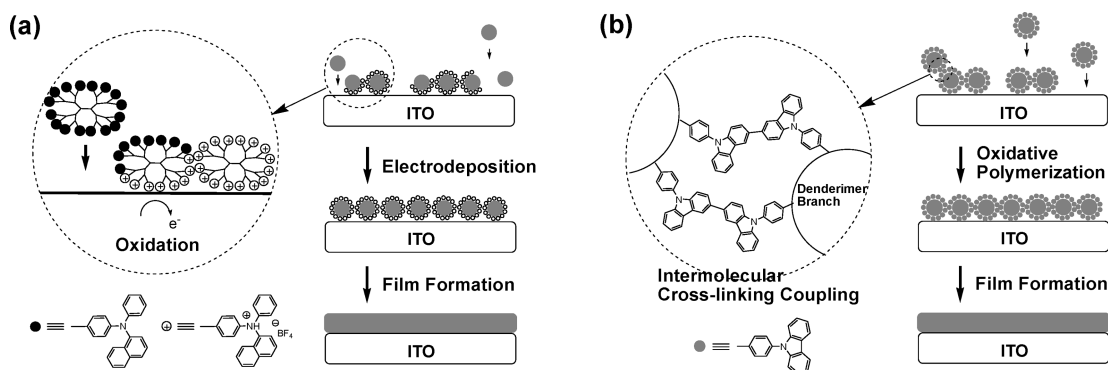 (a)
ITO
Electrodeposition
e-
Oxidation
ITO
Film Formation
N
+
NH
⊖
BF4
ITO
(b)
ITO
N
N
Oxidative
Polymerization
Denderimer
Branch
N
N
ITO
Intermolecular
Cross-linking Coupling
Film Formation
N
ITO